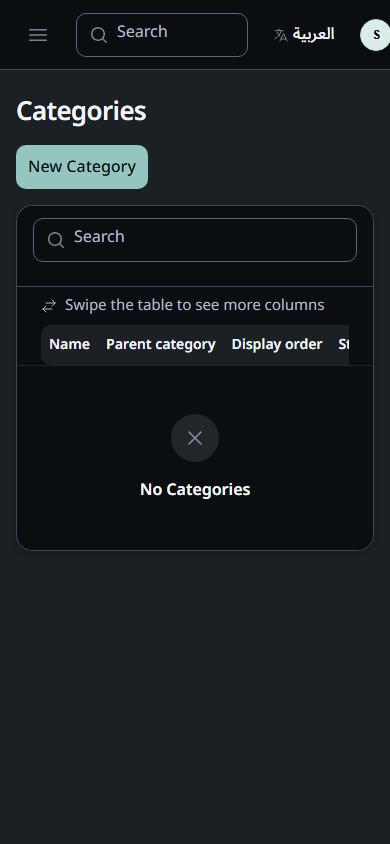 Search
العربية
S
Categories
New Category
Search
Swipe the table to see more columns
Name Parent category Display order
No Categories